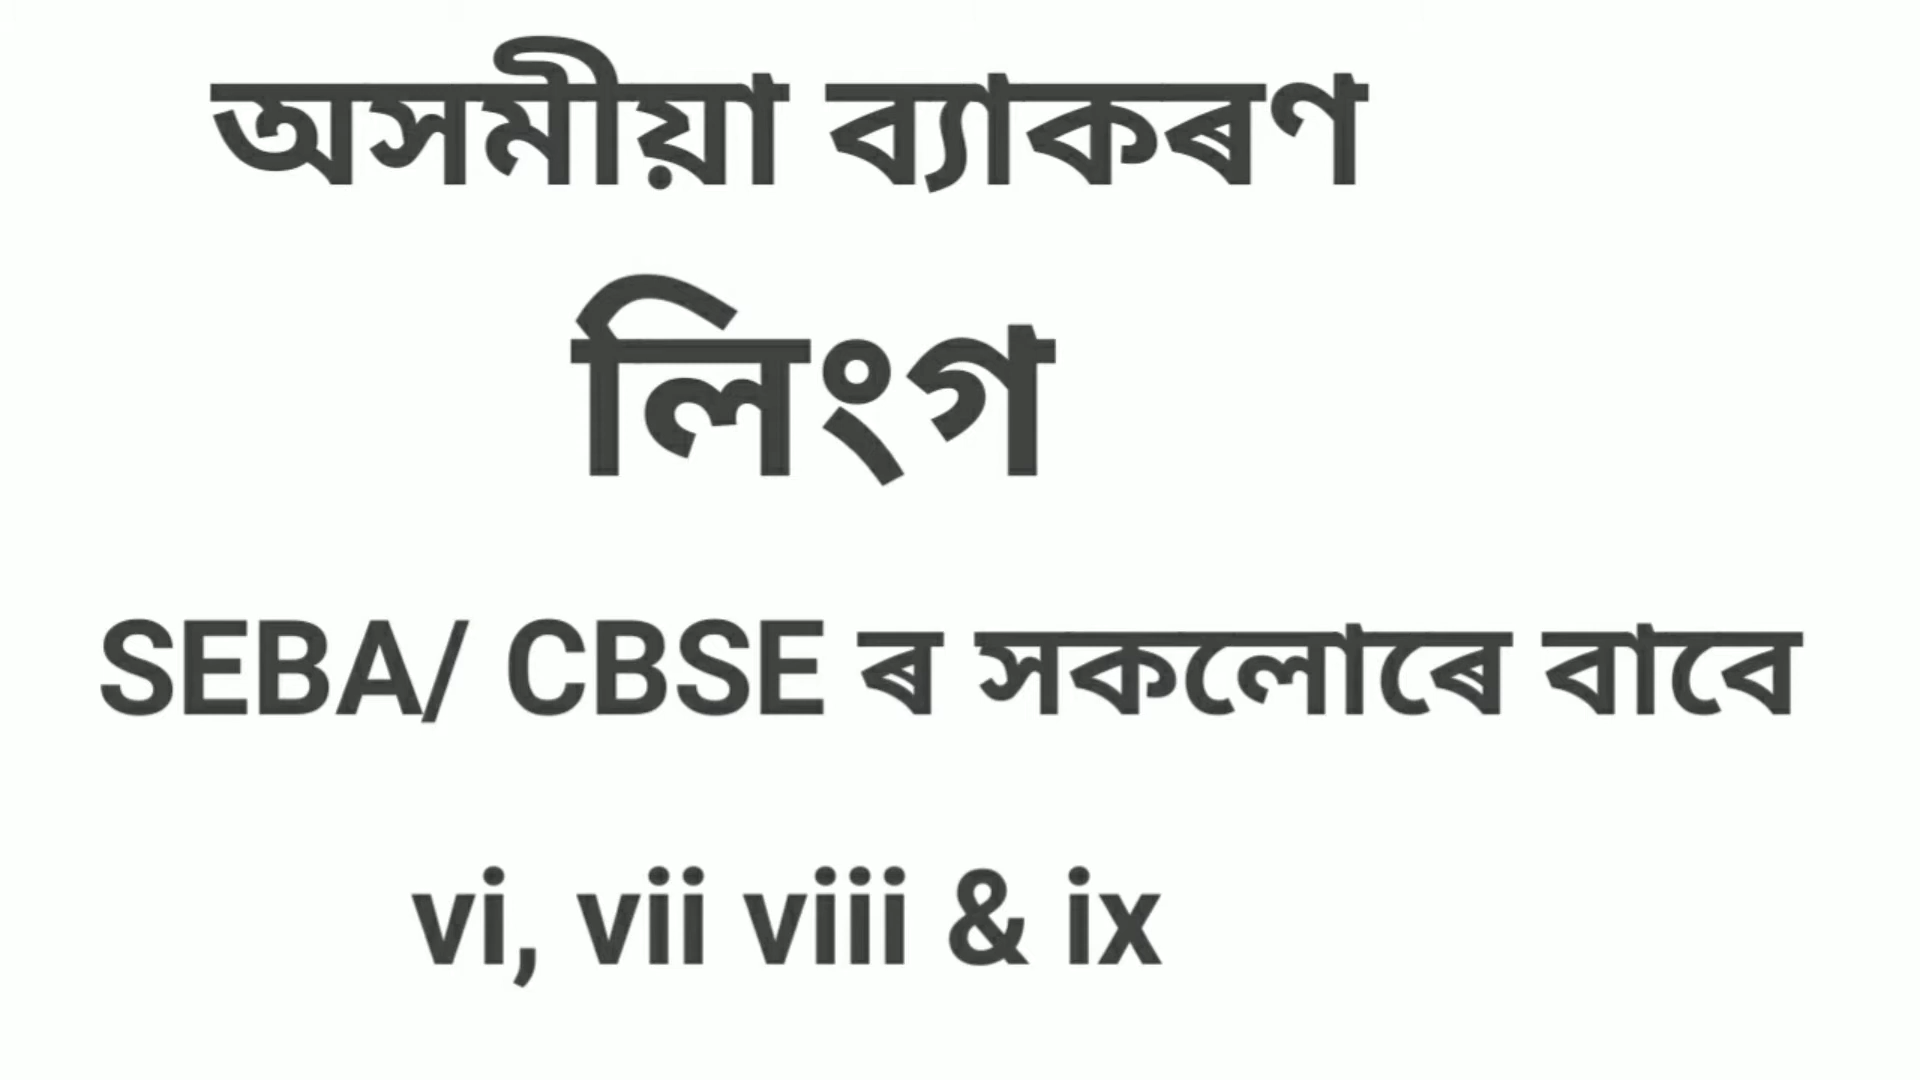 অসমীয়া ব্যাকৰণ
লিংগ
SEBA/ CBSE ৰ সকলোৰে বাবে
vi, vii viii & ix